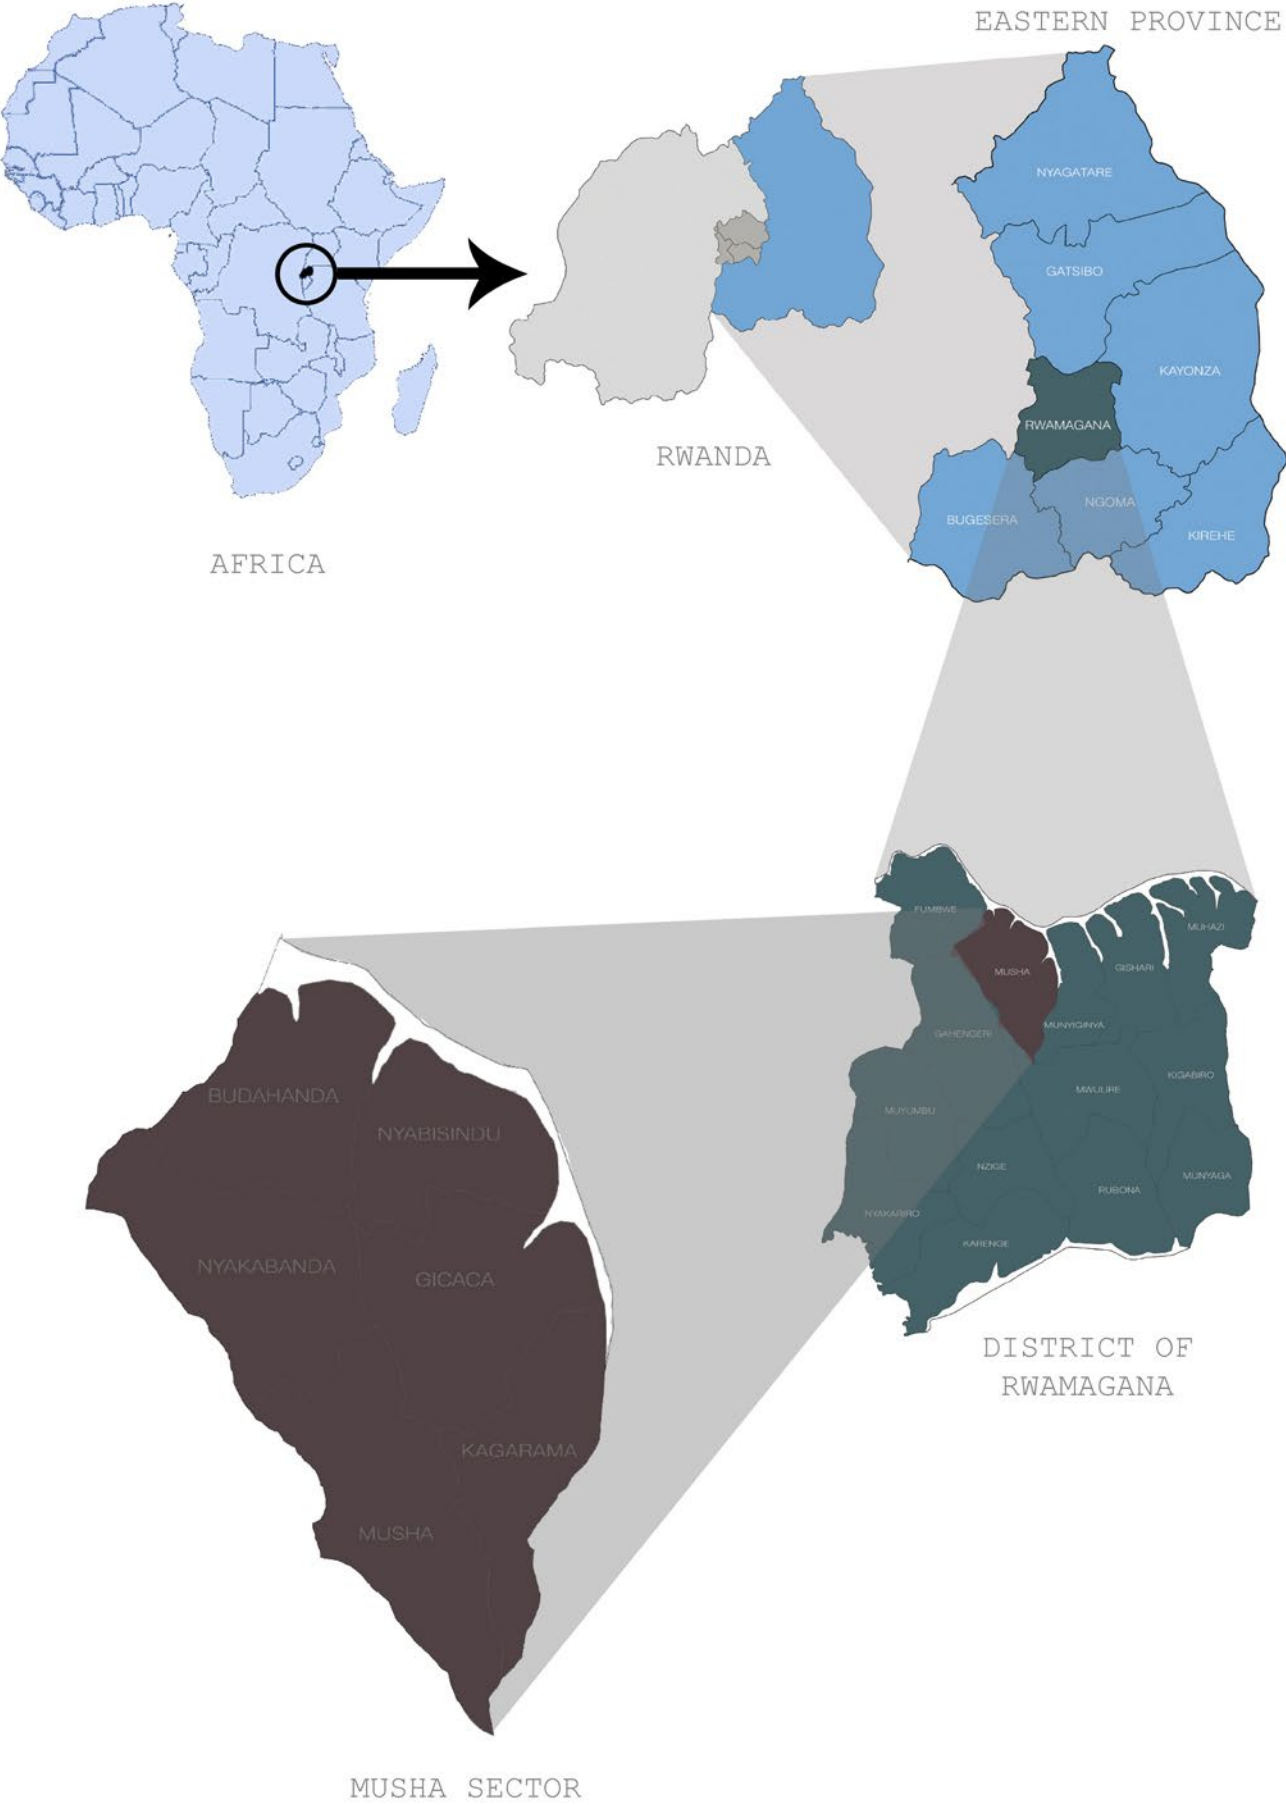 EASTERN PROVINCE
NYAGATARE
GATSIBO
KAYONZA
RWAMAGANA
RWANDA
NGOMA
BUGESERA
KIREHE
AFRICA
FUMBWE
MUHAZI
GISHARI
MUSHA
MUNYIGINYA
GAHENGERI
KIGABIRO
MWULIRE
MUYUMBU
NZIGE
MUNYAGA
RUBONA
NYAKARIRO
KARENGE
DISTRICT OF
RWAMAGANA
BUDAHANDA
NYABISINDU
NYAKABANDA
GICACA
KAGARAMA
MUSHA
MUSHA SECTOR